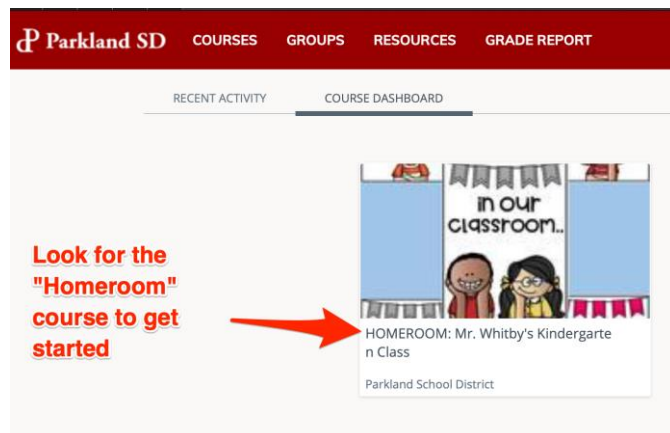 Parkland SD COURSES GROUPS RESOURCES GRADE REPORT
RECENT ACTIVITY COURSE DASHBOARD
in our
classroom..
Look for the
"Homeroom"
course to get
started
HOMEROOM: Mr. Whitby's Kindergarte
n Class
Parkland School District